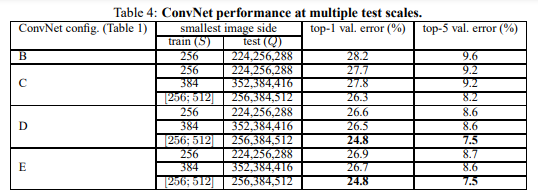 Table 4: ConvNet performance at multiple test scales.
ConvNet config. (Table 1) smallest image side top-1 val. error (%) top-5 val. error (%)
train (S) test (Q)
B 256 224,256,288 28.2 9.6
256 224,256,288 27.7 9.2
C 384 352,384,416 27.8 9.2
[256; 512] 256,384,512 26.3 8.2
256 224,256,288 26.6 8.6
D 384 352,384,416 26.5 8.6
[256; 512] 256,384,512 24.8 7.5
256 224,256,288 26.9 8.7
E 384 352,384,416 26.7 8.6
[256; 512] 256,384,512 24.8 7.5